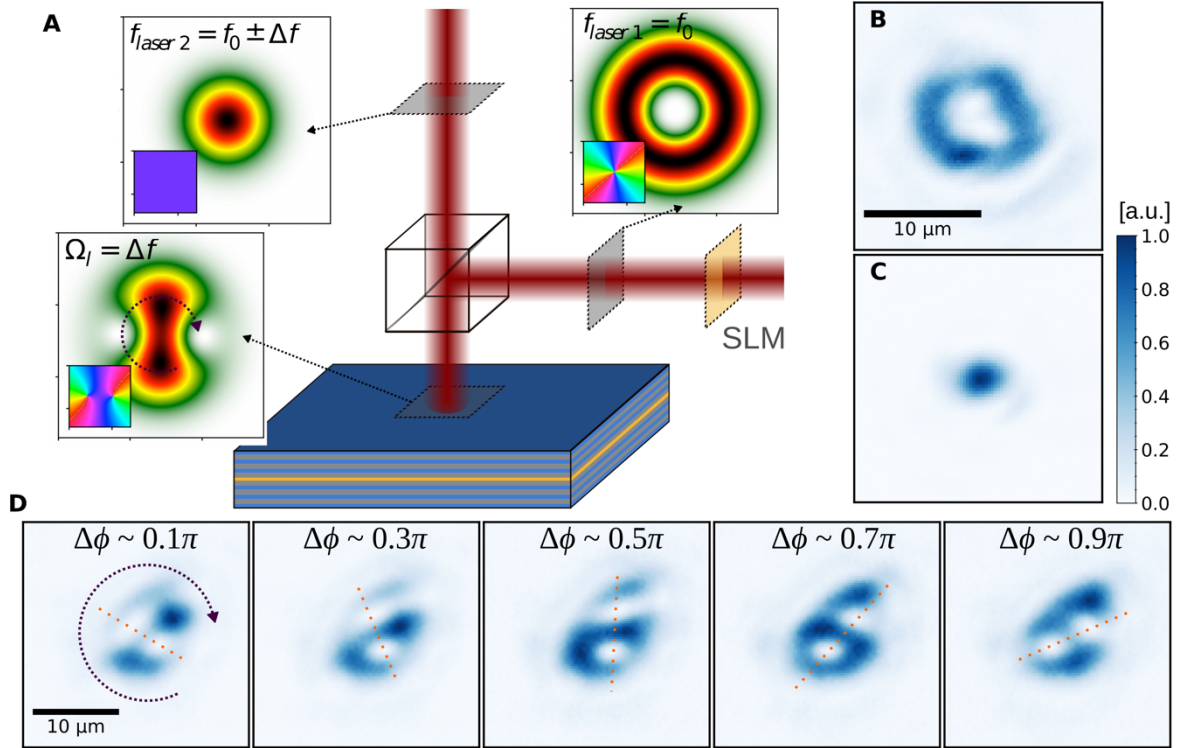 A
f_laser 2 = f_0 ± Δf
f_laser 1 = f_0
Ω_l = Δf
SLM
B
10 μm
C
[a.u.]
1.0
0.8
0.6
0.4
0.2
0.0
D
Δϕ ~ 0.1π
Δϕ ~ 0.3π
Δϕ ~ 0.5π
Δϕ ~ 0.7π
Δϕ ~ 0.9π
10 μm